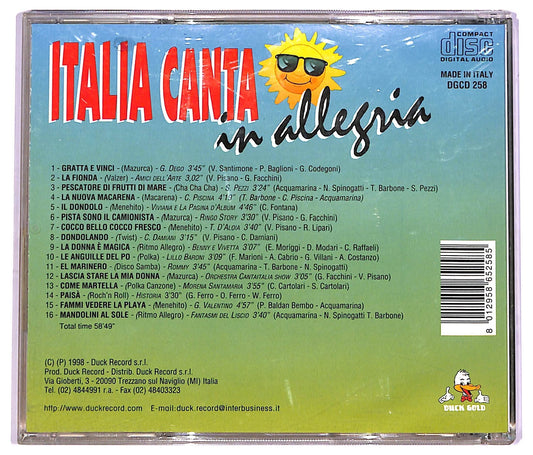 ITALIA CANTA
in allegria
COMPACT
disc
DIGITAL AUDIO
MADE IN ITALY
DGCD 258
1 - GRATTA E VINCI - (Mazurca) - G. Dego 3'45" (V. Santimone - P. Baglioni - G. Codegoni)
2 - LA FIONDA - (Valzer) - Amici dell'Arte 3,02" (V. Pisano - G. Facchini)
3 - PESCATORE DI FRUTTI DI MARE - (Cha Cha Cha) - S. Pezzi 3'24" (Acquamarina - N. Spinogatti - T. Barbone - S. Pezzi)
4 - LA NUOVA MACARENA - (Macarena) - C. Piscina 4'19" (T. Barbone - C. Piscina - Acquamarina)
5 - IL DONDOLO - (Menehito) - Viviana e La Pagina d'Album 4'46" (C. Fontana)
6 - PISTA SONO IL CAMIONISTA - (Mazurca) - Ringo Story 3'30" (V. Pisano - G. Facchini)
7 - COCCO BELLO COCCO FRESCO - (Menehito) - T. D'Aloia 3'40" (V. Pisano - R. Lipari)
8 - DONDOLANDO - (Twist) - C. Damiani 3'15" (V. Pisano - C. Damiani)
9 - LA DONNA È MAGICA - (Ritmo Allegro) - Benny e Vivetta 3'07" (E. Moriggi - D. Modari - C. Raffaeli)
10 - LE ANGUILLE DEL PO - (Polka) - Lillo Baroni 3'09" (F. Marioni - A. Cabrio - G. Villani - A. Costanzo)
11 - EL MARINERO - (Disco Samba) - Rommy 3'45" (Acquamarina - T. Barbone - N. Spinogatti)
12 - LASCIA STARE LA MIA DONNA - (Mazurca) - Orchestra Cantaitalia show 3'05" (G. Facchini - V. Pisano)
13 - COME MARTELLA - (Polka Canzone) - Morena Santamaria 3'55" (C. Cartolari - S. Cartolari)
14 - PAISÀ - (Roch'n Roll) - Historia 3'30" (G. Ferro - O. Ferro - W. Ferro)
15 - FAMMI VEDERE LA PLAYA - (Menehito) - G. Valentino 4'57" (P. Baldan Bembo - Acquamarina)
16 - MANDOLINI AL SOLE - (Ritmo Allegro) - Fantasmi del Liscio 3'40" (Acquamarina - N. Spinogatti T. Barbone)
Total time 58'49"
8 012958 652585
(C) (P) 1998 - Duck Record s.r.l.
Prod. Duck Record - Distrib. Duck Record s.r.l.
Via Gioberti, 3 - 20090 Trezzano sul Naviglio (MI) Italia
Tel. (02) 4844991 r.a. - Fax (02) 48403323
http://www.duckrecord.com E-mail:duck.record@interbusiness.it
DUCK GOLD